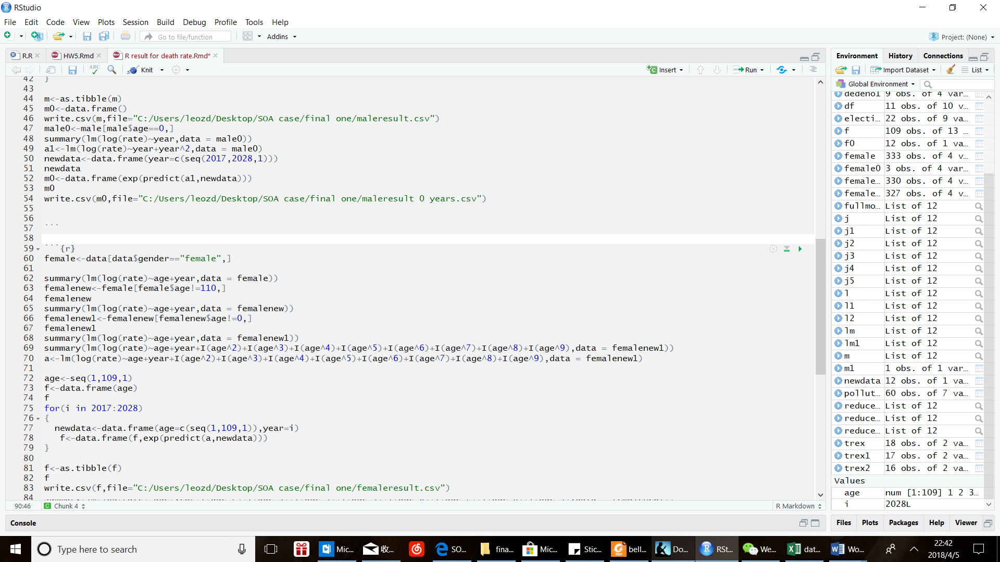 RStudio
File Edit Code View Plots Session Build Debug Profile Tools Help
Go to file/function Addins Project: (None)
R.R HW5.Rmd R result for death rate.Rmd*
ABC Knit Insert Run
42 }
43
44 m<-as.tibble(m)
45 m0<-data.frame()
46 write.csv(m,file="C:/Users/leozd/Desktop/SOA case/final one/maleresult.csv")
47 male0<-male[male$age==0,]
48 summary(lm(log(rate)~year,data = male0))
49 a1<-lm(log(rate)~year+year^2,data = male0)
50 newdata<-data.frame(year=c(seq(2017,2028,1)))
51 newdata
52 m0<-data.frame(exp(predict(a1,newdata)))
53 m0
54 write.csv(m0,file="C:/Users/leozd/Desktop/SOA case/final one/maleresult 0 years.csv")
55
56
57 ```
58
59 ```{r}
60 female<-data[data$gender=="female",]
61
62 summary(lm(log(rate)~age+year,data = female))
63 femalenew<-female[female$age!=110,]
64 femalenew
65 summary(lm(log(rate)~age+year,data = femalenew))
66 femalenew1<-femalenew[femalenew$age!=0,]
67 femalenew1
68 summary(lm(log(rate)~age+year,data = femalenew1))
69 summary(lm(log(rate)~age+year+I(age^2)+I(age^3)+I(age^4)+I(age^5)+I(age^6)+I(age^7)+I(age^8)+I(age^9),data = femalenew1))
70 a<-lm(log(rate)~age+year+I(age^2)+I(age^3)+I(age^4)+I(age^5)+I(age^6)+I(age^7)+I(age^8)+I(age^9),data = femalenew1)
71
72 age<-seq(1,109,1)
73 f<-data.frame(age)
74 f
75 for(i in 2017:2028)
76 {
77 newdata<-data.frame(age=c(seq(1,109,1)),year=i)
78 f<-data.frame(f,exp(predict(a,newdata)))
79 }
80
81 f<-as.tibble(f)
82 f
83 write.csv(f,file="C:/Users/leozd/Desktop/SOA case/final one/femaleresult.csv")
84
90:46 Chunk 4 R Markdown
Console
Environment History Connections
Import Dataset List
Global Environment
dedeno1 9 obs. of 4 var…
df 11 obs. of 10 v…
electi… 22 obs. of 9 va…
f 109 obs. of 13 …
f0 12 obs. of 1 va…
female 333 obs. of 4 v…
female0 3 obs. of 4 var…
female… 330 obs. of 4 v…
female… 327 obs. of 4 v…
fullmo… List of 12
j List of 12
j1 List of 12
j2 List of 12
j3 List of 12
j4 List of 12
j5 List of 12
l List of 12
l1 List of 12
l2 List of 12
lm List of 12
lm1 List of 12
m List of 12
m1 1 obs. of 1 var…
newdata 12 obs. of 1 va…
pollut… 60 obs. of 7 va…
reduce… List of 12
reduce… List of 12
reduce… List of 12
trex 18 obs. of 2 va…
trex1 17 obs. of 2 va…
trex2 16 obs. of 2 va…
Values
age num [1:109] 1 2 3…
i 2028L
Files Plots Packages Help Viewer
Type here to search Mic... 收... SO... fina... Mic... Stic... bell... Do... RSt... We... dat... Wo...
22:42
2018/4/5